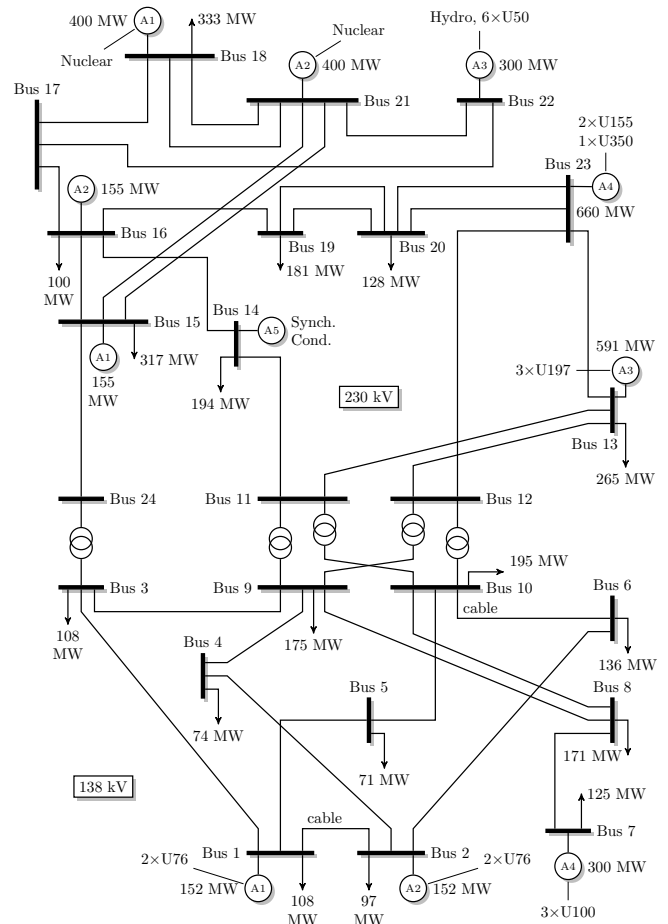 400 MW
A1
333 MW
Nuclear
Bus 18
Nuclear
A2
400 MW
Hydro, 6×U50
A3
300 MW
Bus 17
Bus 21
Bus 22
2×U155
1×U350
Bus 23
A4
660 MW
A2
155 MW
Bus 16
Bus 19
Bus 20
100
MW
181 MW
128 MW
Bus 14
Bus 15
A5
Synch.
Cond.
A1
317 MW
155
MW
194 MW
230 kV
591 MW
3×U197
A3
Bus 13
265 MW
Bus 24
Bus 11
Bus 12
195 MW
Bus 3
Bus 9
Bus 10
cable
Bus 6
108
MW
175 MW
136 MW
Bus 4
74 MW
Bus 5
71 MW
Bus 8
171 MW
138 kV
125 MW
Bus 7
A4
300 MW
3×U100
cable
Bus 1
Bus 2
2×U76
2×U76
152 MW
A1
108
MW
97
MW
A2
152 MW